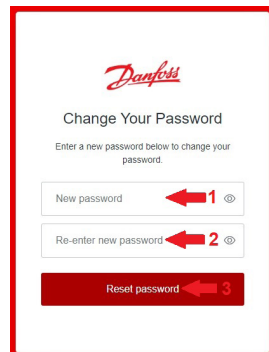 Danfoss
Change Your Password
Enter a new password below to change your
password.
New password 1
Re-enter new password 2
Reset password 3